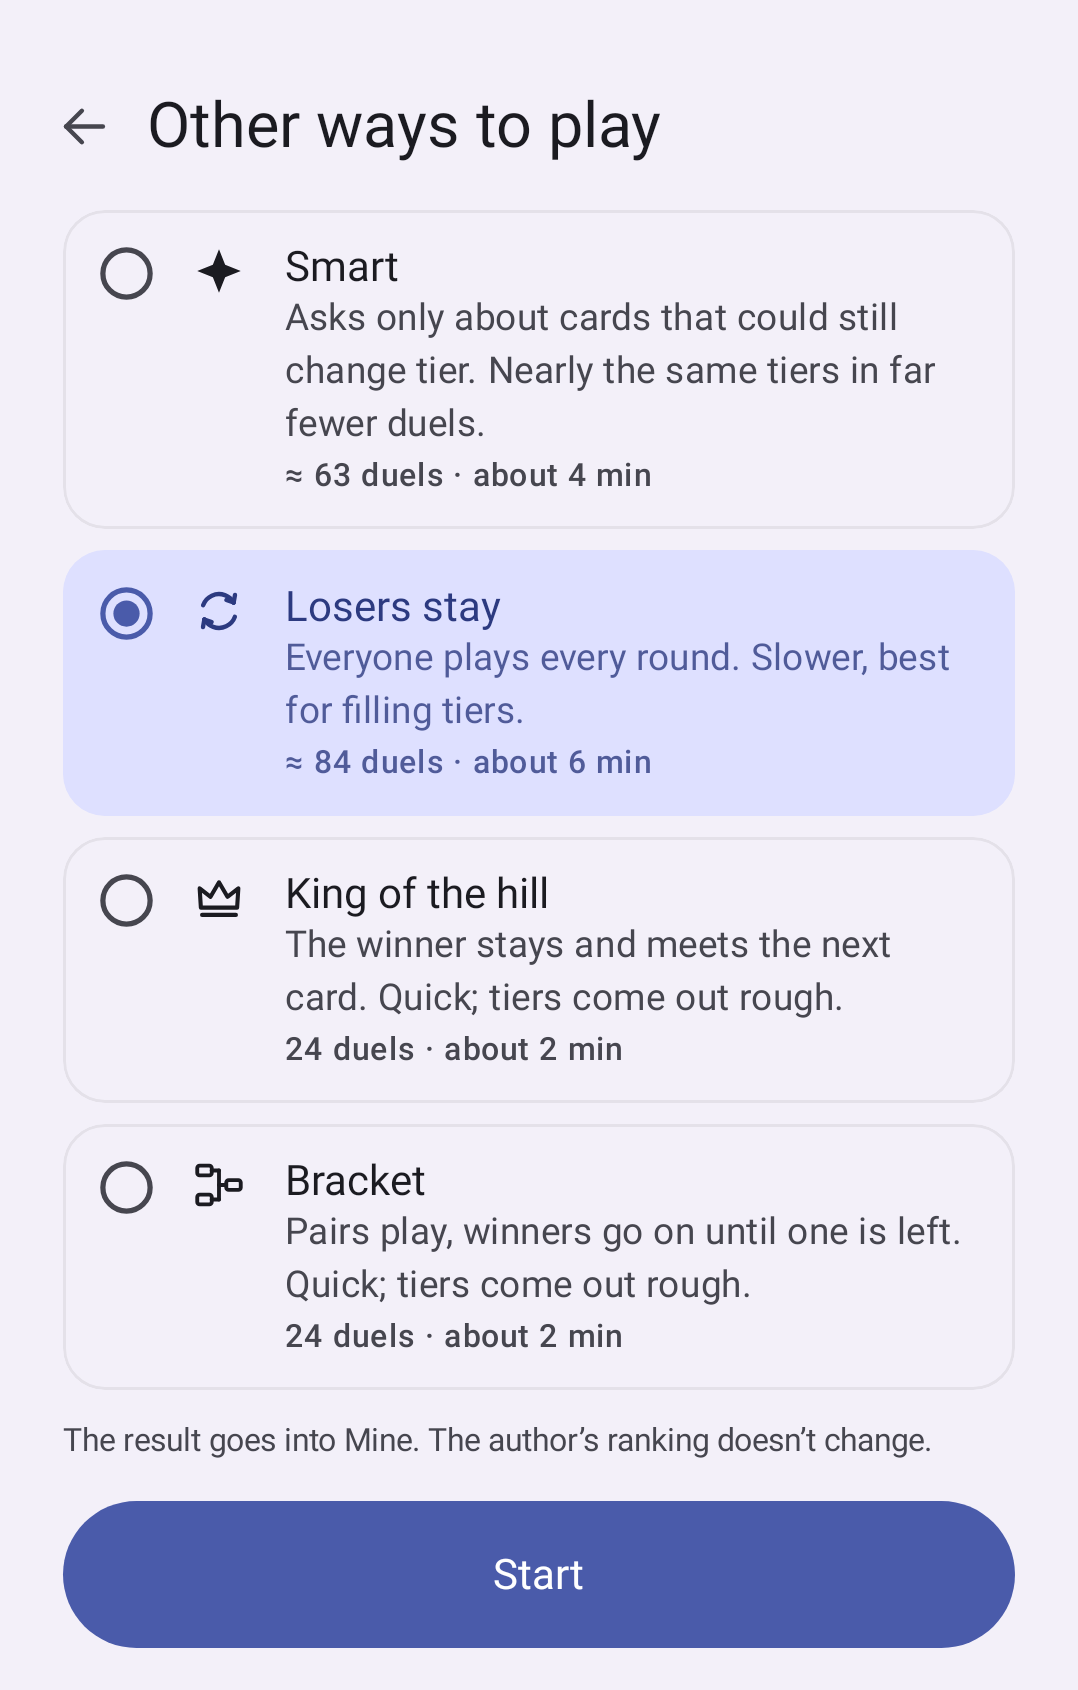 Other ways to play
Smart
Asks only about cards that could still
change tier. Nearly the same tiers in far
fewer duels.
≈ 63 duels · about 4 min
Losers stay
Everyone plays every round. Slower, best
for filling tiers.
≈ 84 duels · about 6 min
King of the hill
The winner stays and meets the next
card. Quick; tiers come out rough.
24 duels · about 2 min
Bracket
Pairs play, winners go on until one is left.
Quick; tiers come out rough.
24 duels · about 2 min
The result goes into Mine. The author’s ranking doesn’t change.
Start